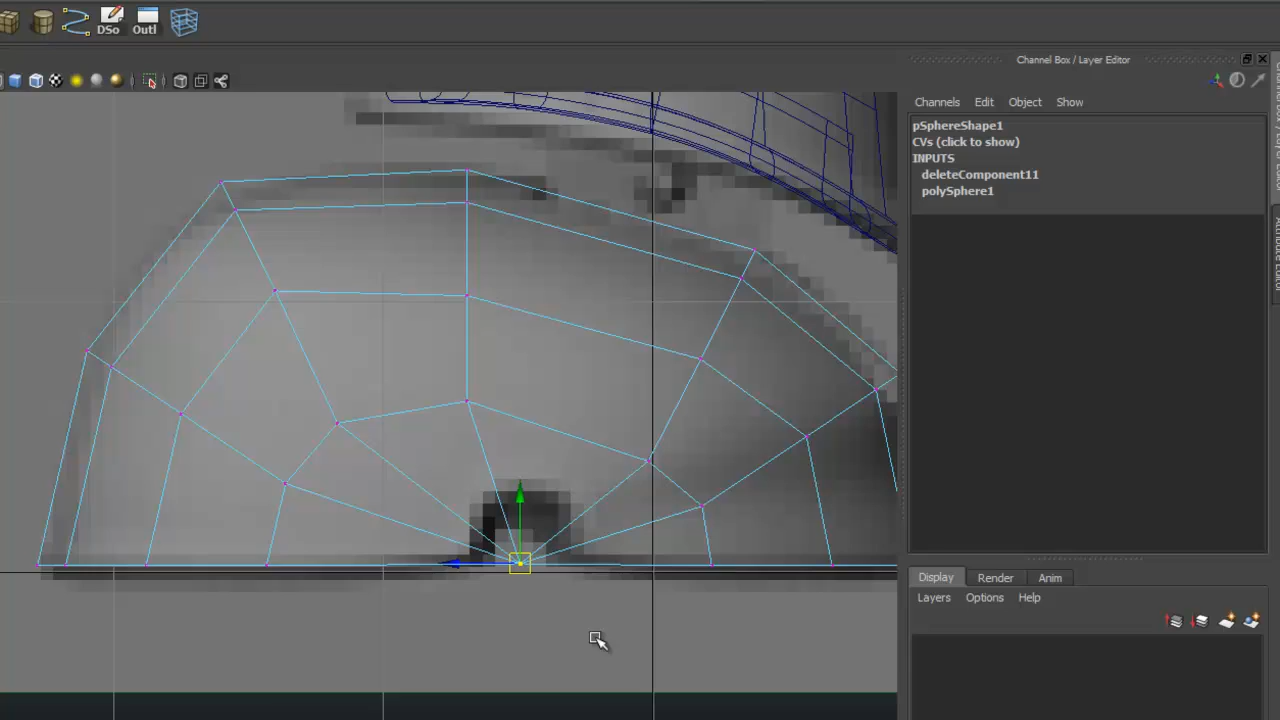 DSo Outl
Channel Box / Layer Editor
Channels Edit Object Show
pSphereShape1
CVs (click to show)
INPUTS
deleteComponent11
polySphere1
Display Render Anim
Layers Options Help